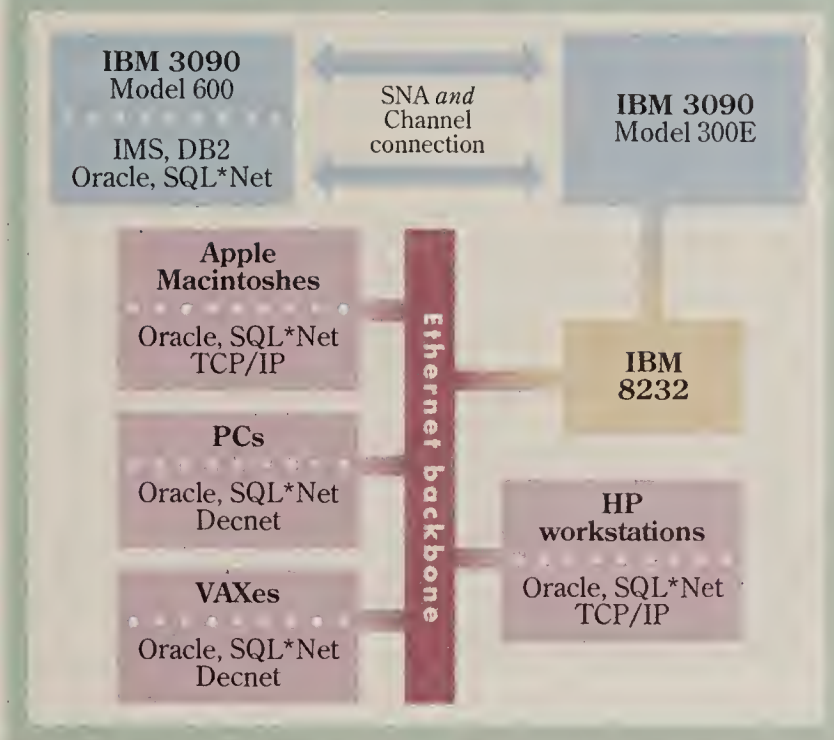 IBM 3090
Model 600
IMS, DB2
Oracle, SQL*Net
SNA and
Channel
connection
IBM 3090
Model 300E
Apple
Macintoshes
Oracle, SQL*Net
TCP/IP
PCs
Oracle, SQL*Net
Decnet
VAXes
Oracle, SQL*Net
Decnet
Ethernet backbone
IBM
8232
HP
workstations
Oracle, SQL*Net
TCP/IP